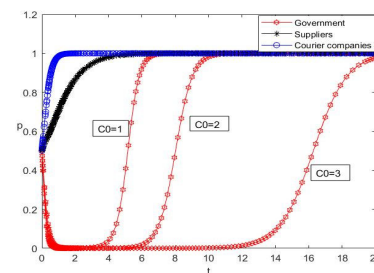 Government
Suppliers
Courier companies
1.2
1
0.8
p 0.6
0.4
0.2
0
C0=1
C0=2
C0=3
0 2 4 6 8 10 12 14 16 18 20
t